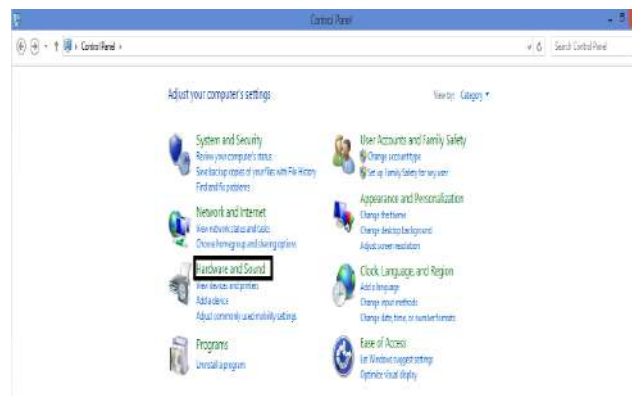 Control Panel
Control Panel
Search Control Panel
Adjust your computer's settings
View by: Category
System and Security
Review your computer's status
Save backup copies of your files with File History
Find and fix problems
Network and Internet
View network status and tasks
Choose homegroup and sharing options
Hardware and Sound
View devices and printers
Add a device
Adjust commonly used mobility settings
Programs
Uninstall a program
User Accounts and Family Safety
Change account type
Set up Family Safety for any user
Appearance and Personalization
Change the theme
Change desktop background
Adjust screen resolution
Clock, Language, and Region
Add a language
Change input methods
Change date, time, or number formats
Ease of Access
Let Windows suggest settings
Optimize visual display